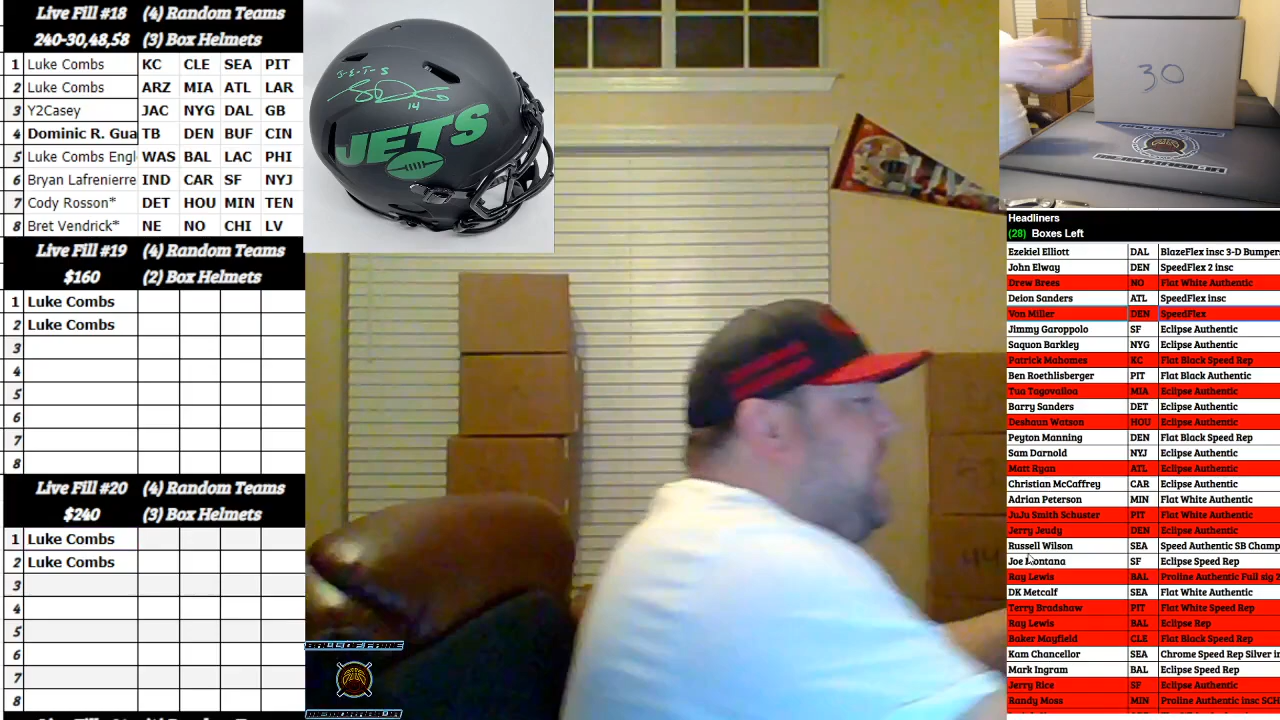 Live Fill #18 (4) Random Teams
240-30,48,58 (3) Box Helmets
1 Luke Combs KC CLE SEA PIT
2 Luke Combs ARZ MIA ATL LAR
3 Y2Casey JAC NYG DAL GB
4 Dominic R. Gua TB DEN BUF CIN
5 Luke Combs Engl WAS BAL LAC PHI
6 Bryan Lafrenierre IND CAR SF NYJ
7 Cody Rosson* DET HOU MIN TEN
8 Bret Vendrick* NE NO CHI LV
Live Fill #19 (4) Random Teams
$160 (2) Box Helmets
1 Luke Combs
2 Luke Combs
3
4
5
6
7
8
Live Fill #20 (4) Random Teams
$240 (3) Box Helmets
1 Luke Combs
2 Luke Combs
3
4
5
6
7
8
J-E-T-S
14
JETS
BALL OF FAME
MEMORABILIA
30
Headliners
(28) Boxes Left
Ezekiel Elliott DAL BlazeFlex insc 3-D Bumper
John Elway DEN SpeedFlex 2 insc
Drew Brees NO Flat White Authentic
Deion Sanders ATL SpeedFlex insc
Von Miller DEN SpeedFlex
Jimmy Garoppolo SF Eclipse Authentic
Saquon Barkley NYG Eclipse Authentic
Patrick Mahomes KC Flat Black Speed Rep
Ben Roethlisberger PIT Flat Black Authentic
Tua Tagovailoa MIA Eclipse Authentic
Barry Sanders DET Eclipse Authentic
Deshaun Watson HOU Eclipse Authentic
Peyton Manning DEN Flat Black Speed Rep
Sam Darnold NYJ Eclipse Authentic
Matt Ryan ATL Eclipse Authentic
Christian McCaffrey CAR Eclipse Authentic
Adrian Peterson MIN Flat White Authentic
JuJu Smith Schuster PIT Flat White Authentic
Jerry Jeudy DEN Eclipse Authentic
Russell Wilson SEA Speed Authentic SB Champ
Joe Montana SF Eclipse Speed Rep
Ray Lewis BAL Proline Authentic Full sig
DK Metcalf SEA Flat White Authentic
Terry Bradshaw PIT Flat White Speed Rep
Ray Lewis BAL Eclipse Rep
Baker Mayfield CLE Flat Black Speed Rep
Kam Chancellor SEA Chrome Speed Rep Silver in
Mark Ingram BAL Eclipse Speed Rep
Jerry Rice SF Eclipse Authentic
Randy Moss MIN Proline Authentic insc SCH